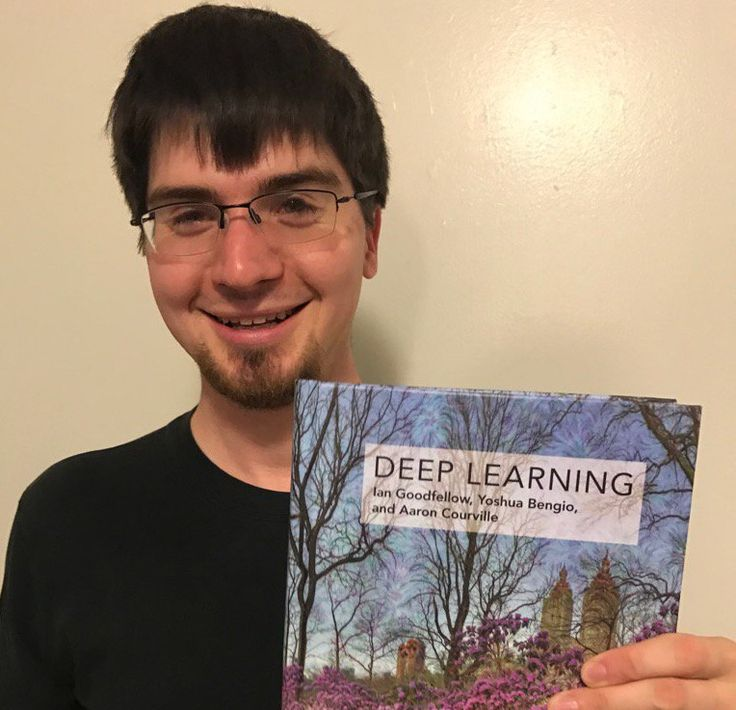 DEEP LEARNING
Ian Goodfellow, Yoshua Bengio,
and Aaron Courville